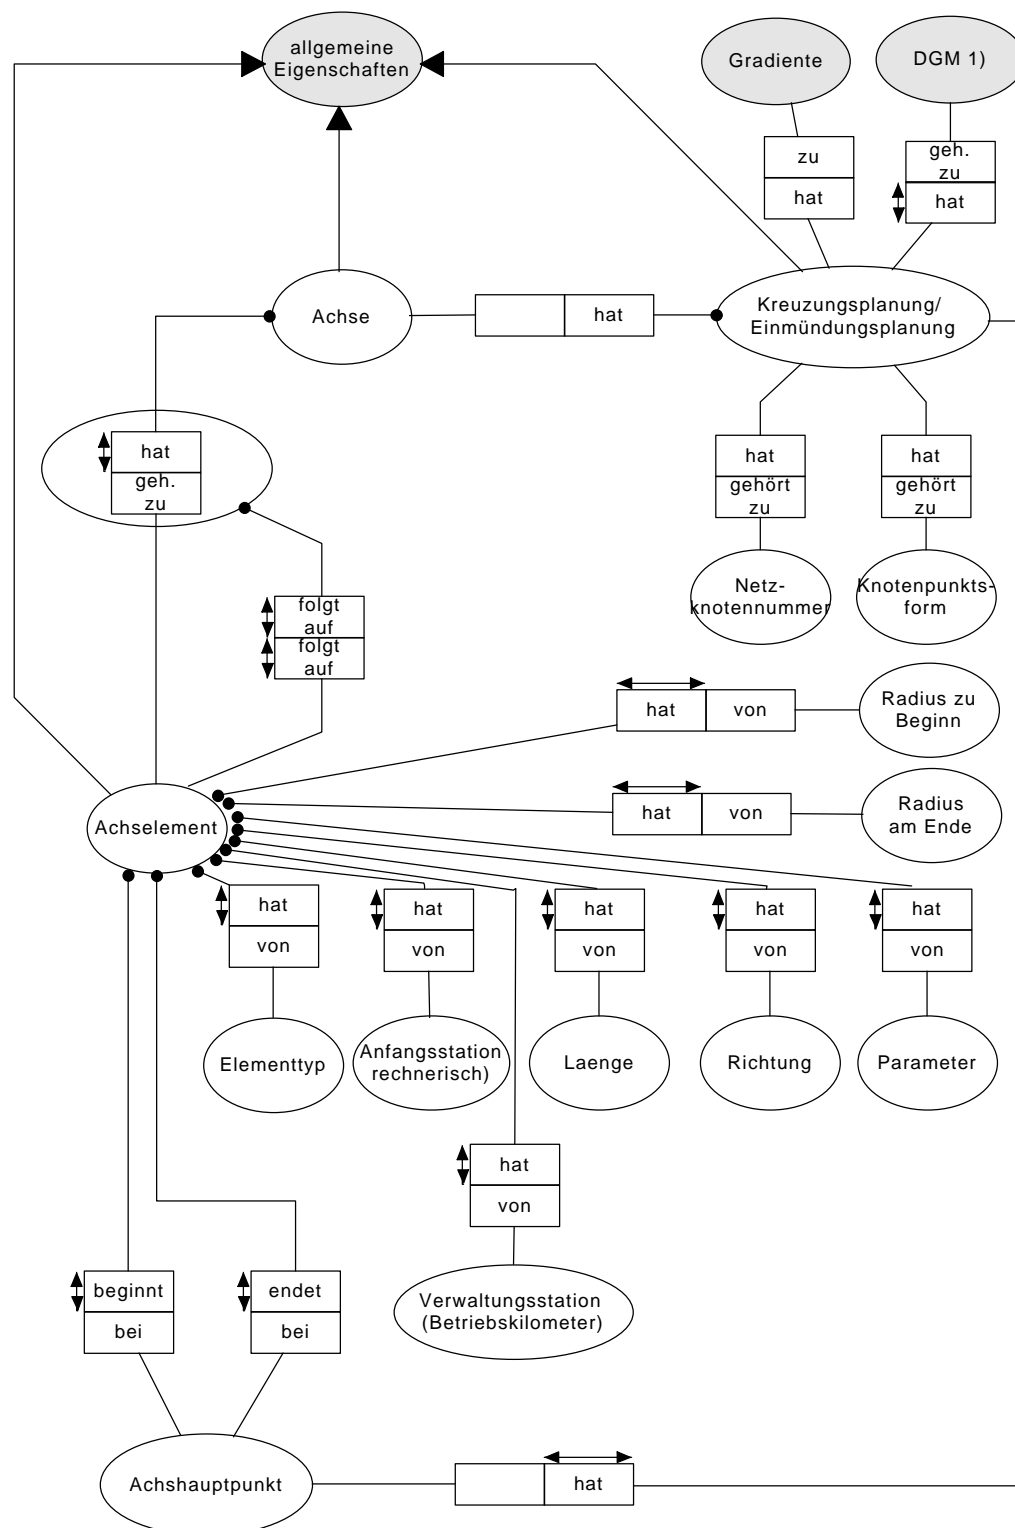 allgemeine
Eigenschaften
Gradiente
DGM 1)
zu
hat
geh.
zu
hat
Achse
hat
Kreuzungsplanung/
Einmündungsplanung
hat
geh.
zu
hat
gehört
zu
hat
gehört
zu
Netz-
knotennummer
Knotenpunkts-
form
folgt
auf
folgt
auf
hat
von
Radius zu
Beginn
hat
von
Radius
am Ende
Achselement
hat
von
hat
von
hat
von
hat
von
hat
von
Elementtyp
Anfangsstation
rechnerisch)
Laenge
Richtung
Parameter
hat
von
beginnt
bei
endet
bei
Verwaltungsstation
(Betriebskilometer)
Achshauptpunkt
hat